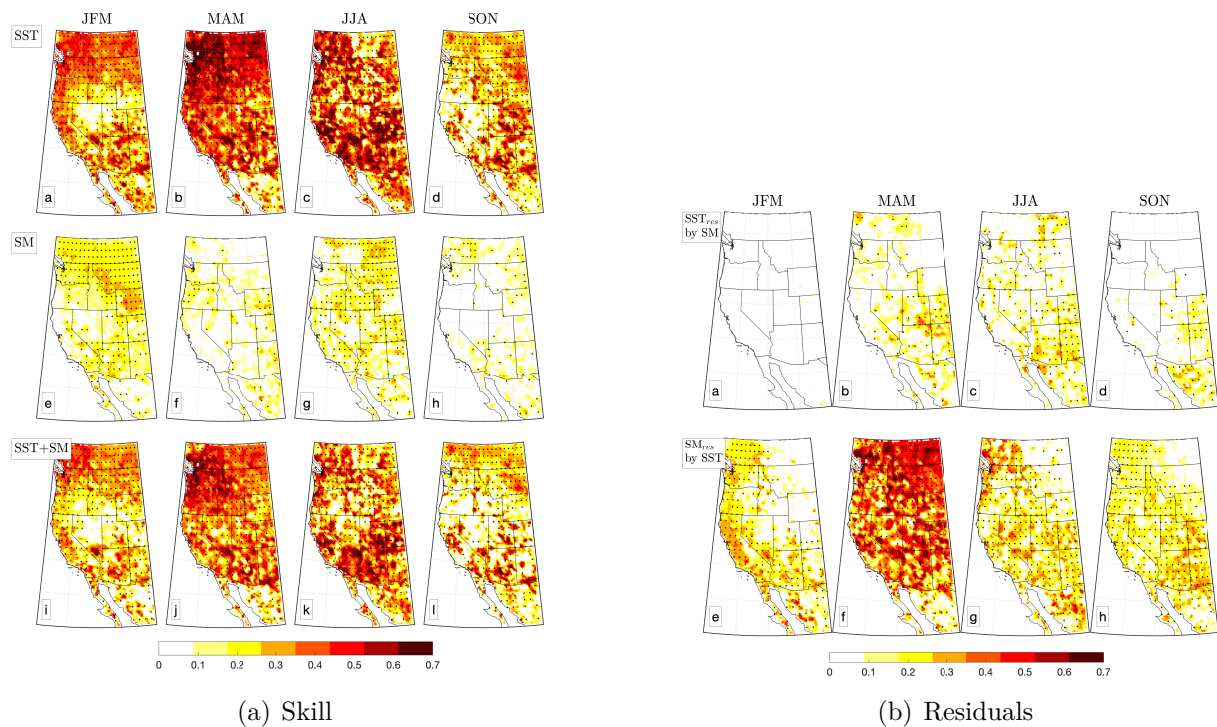 JFM MAM JJA SON
SST
a b c d
SM
e f g h
SST+SM
i j k l
0 0.1 0.2 0.3 0.4 0.5 0.6 0.7
(a) Skill
JFM MAM JJA SON
SST_res
by SM
a b c d
SM_res
by SST
e f g h
0 0.1 0.2 0.3 0.4 0.5 0.6 0.7
(b) Residuals